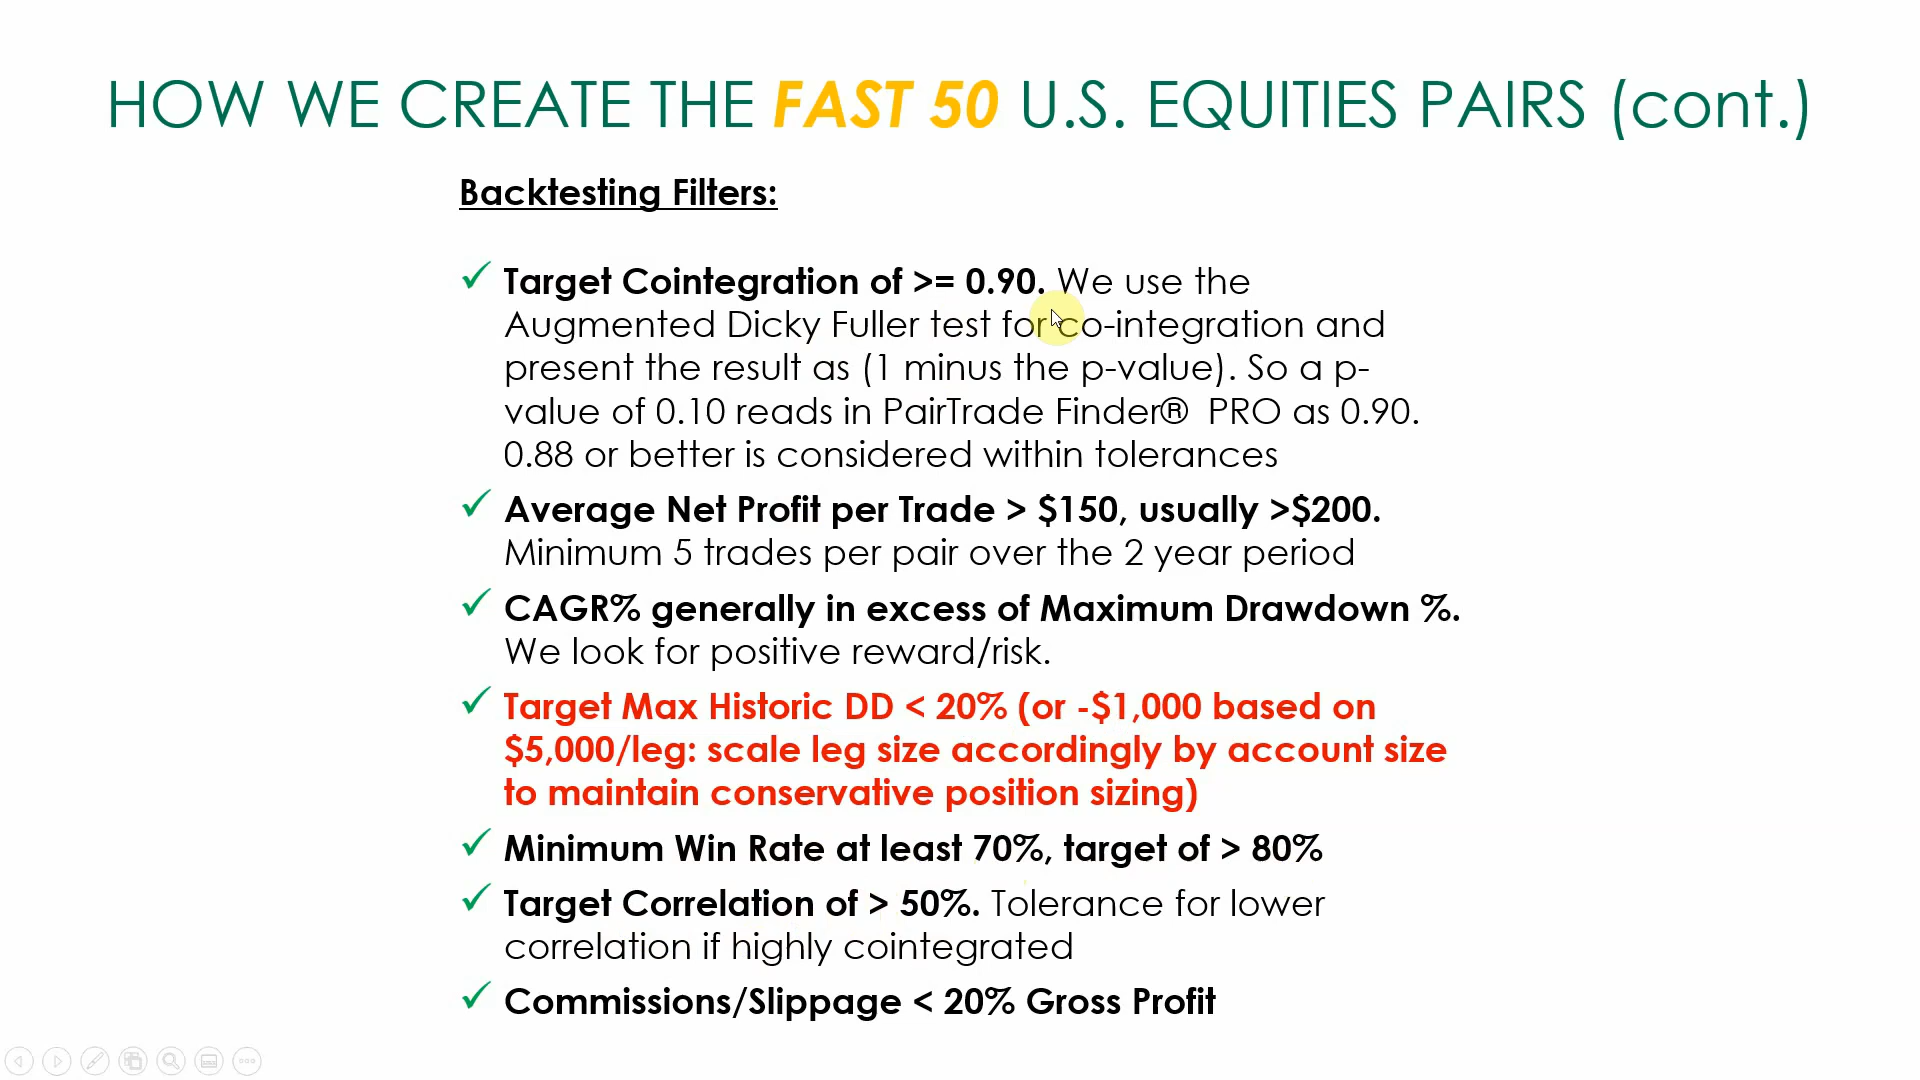 HOW WE CREATE THE FAST 50 U.S. EQUITIES PAIRS (cont.)
Backtesting Filters:
Target Cointegration of >= 0.90. We use the
Augmented Dicky Fuller test for co-integration and
present the result as (1 minus the p-value). So a p-
value of 0.10 reads in PairTrade Finder® PRO as 0.90.
0.88 or better is considered within tolerances
Average Net Profit per Trade > $150, usually >$200.
Minimum 5 trades per pair over the 2 year period
CAGR% generally in excess of Maximum Drawdown %.
We look for positive reward/risk.
Target Max Historic DD < 20% (or -$1,000 based on
$5,000/leg: scale leg size accordingly by account size
to maintain conservative position sizing)
Minimum Win Rate at least 70%, target of > 80%
Target Correlation of > 50%. Tolerance for lower
correlation if highly cointegrated
Commissions/Slippage < 20% Gross Profit